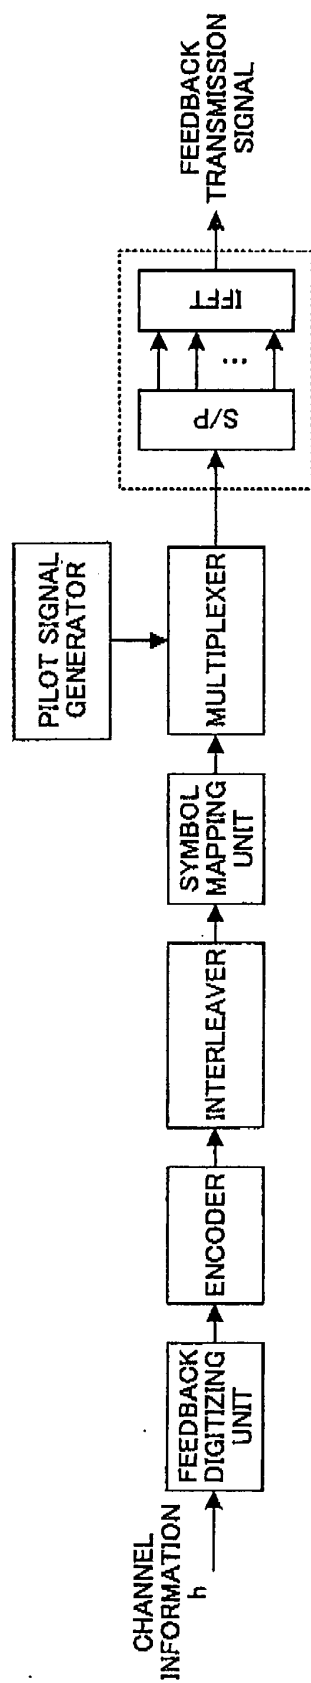 CHANNEL
INFORMATION
h
FEEDBACK
DIGITIZING
UNIT
ENCODER
INTERLEAVER
SYMBOL
MAPPING
UNIT
PILOT SIGNAL
GENERATOR
MULTIPLEXER
S/P
...
IFFT
FEEDBACK
TRANSMISSION
SIGNAL